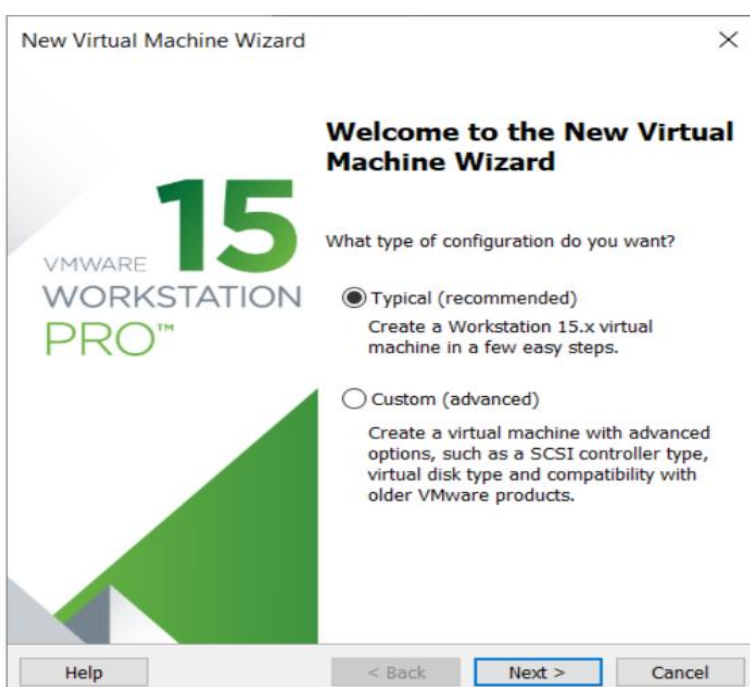 New Virtual Machine Wizard
Welcome to the New Virtual
Machine Wizard
15
VMWARE
WORKSTATION
PRO™
What type of configuration do you want?
Typical (recommended)
Create a Workstation 15.x virtual
machine in a few easy steps.
Custom (advanced)
Create a virtual machine with advanced
options, such as a SCSI controller type,
virtual disk type and compatibility with
older VMware products.
Help
< Back
Next >
Cancel